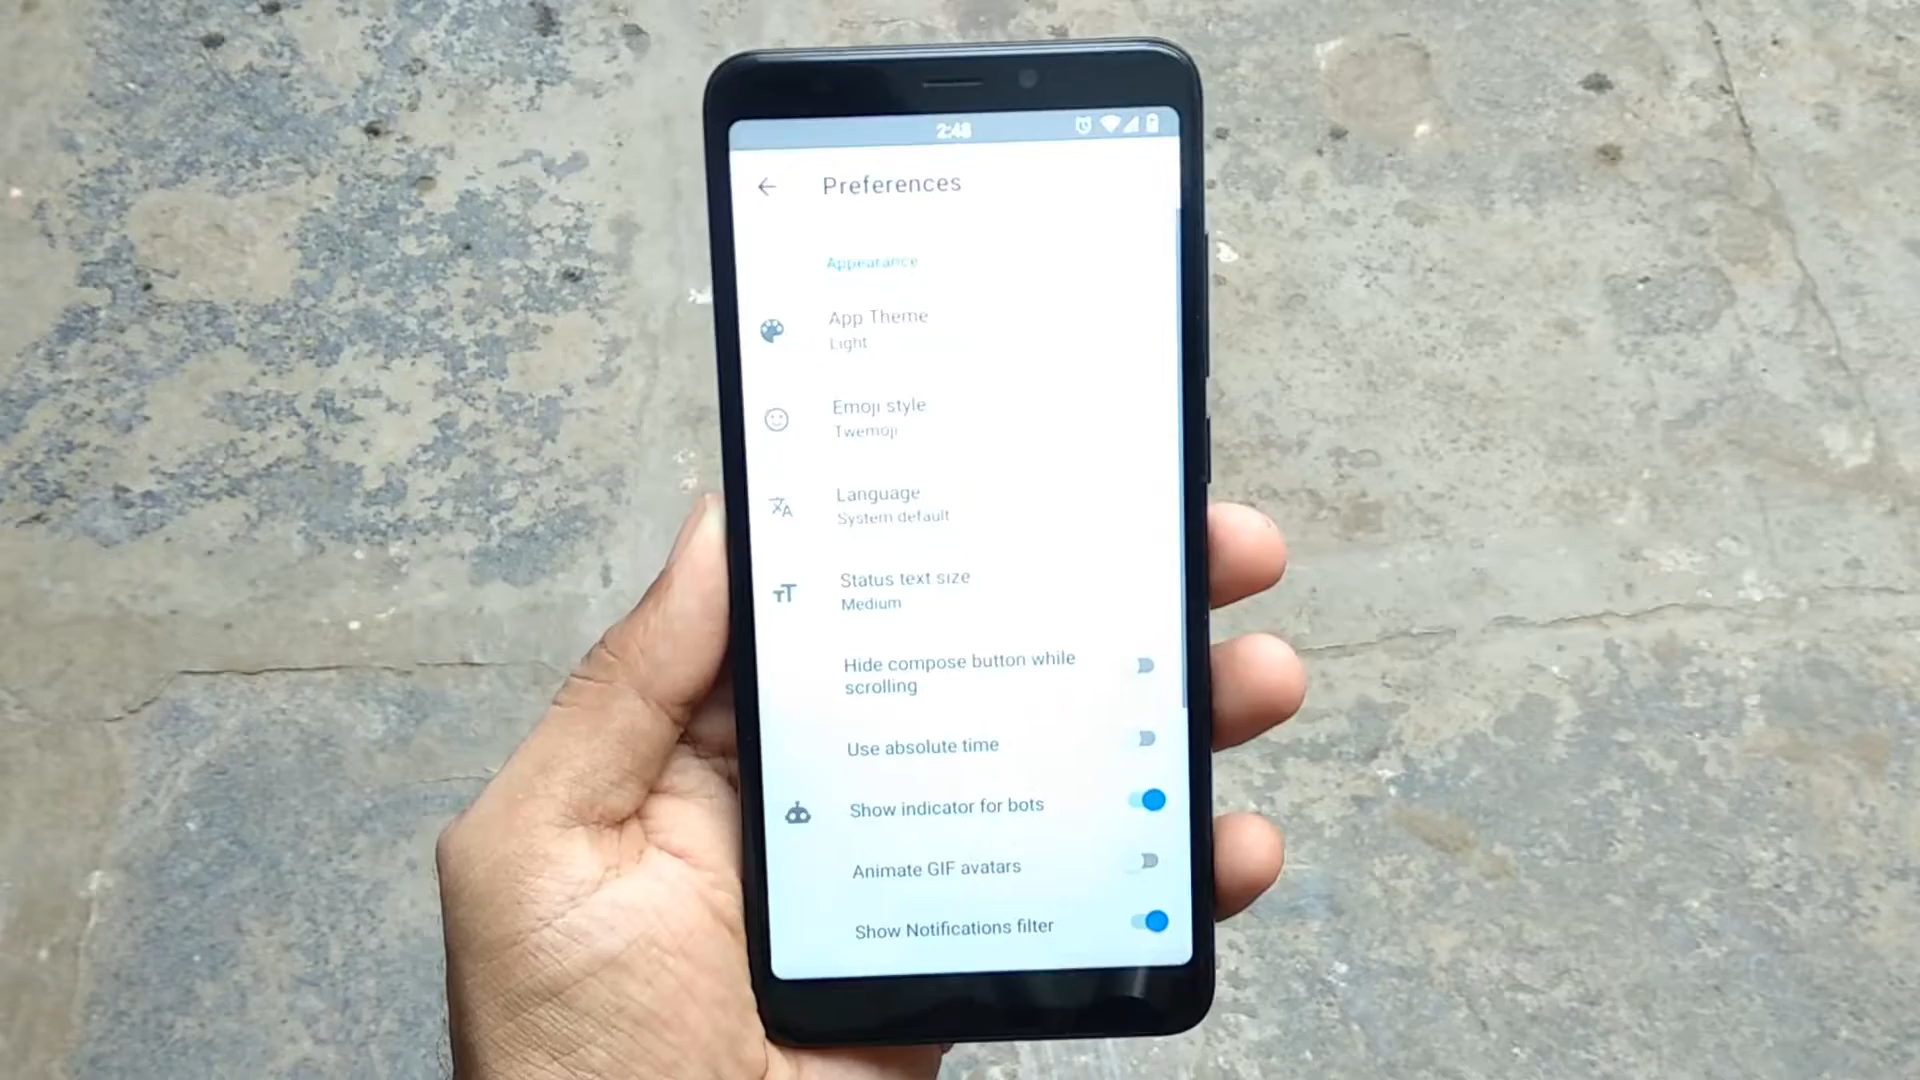 2:48
Preferences
Appearance
App Theme
Light
Emoji style
Twemoji
Language
System default
Status text size
Medium
Hide compose button while
scrolling
Use absolute time
Show indicator for bots
Animate GIF avatars
Show Notifications filter